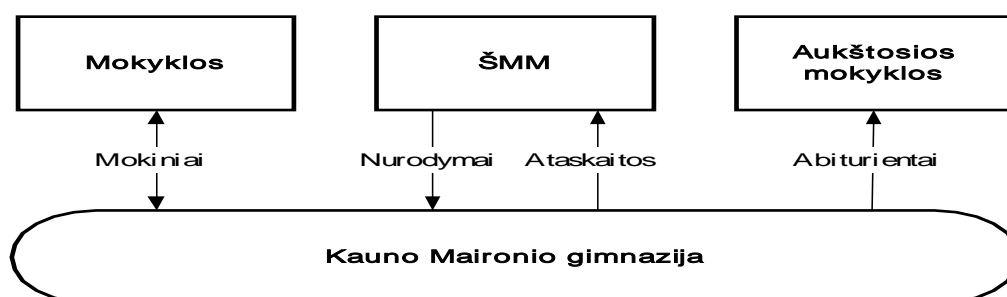 Mokyklos
ŠMM
Aukštosios
mokyklos
Mokiniai
Nurodymai
Ataskaitos
Abiturientai
Kauno Maironio gimnazija